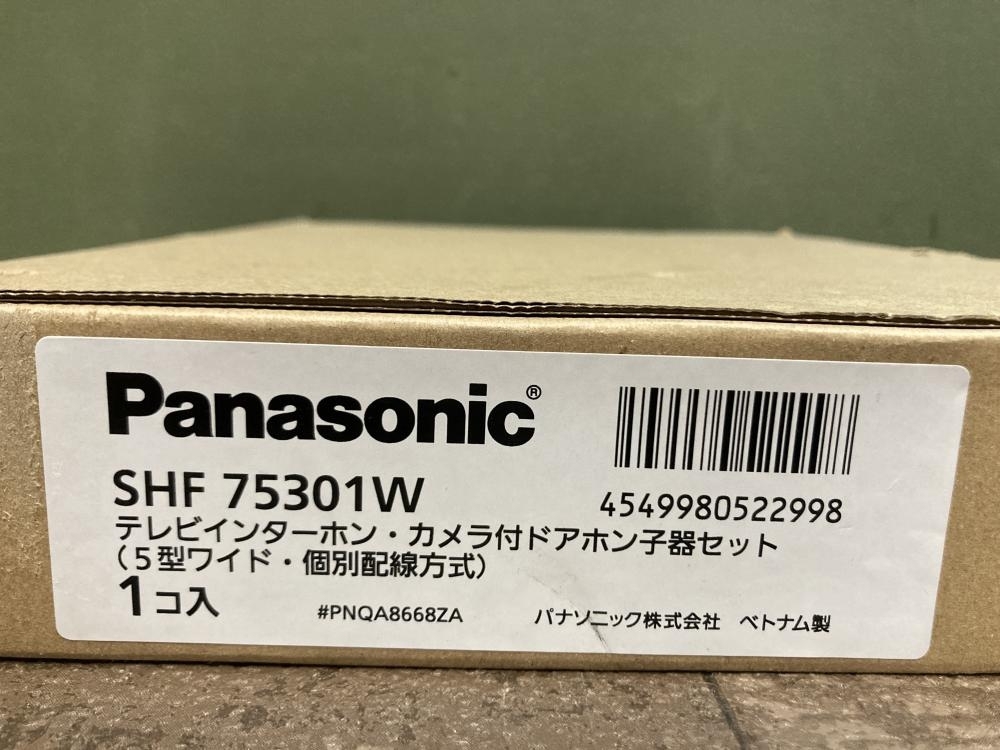 Panasonic®
SHF 75301W
4549980522998
テレビインターホン・カメラ付ドアホン子器セット
(5型ワイド・個別配線方式)
1コ入
#PNQA8668ZA
パナソニック株式会社 ベトナム製